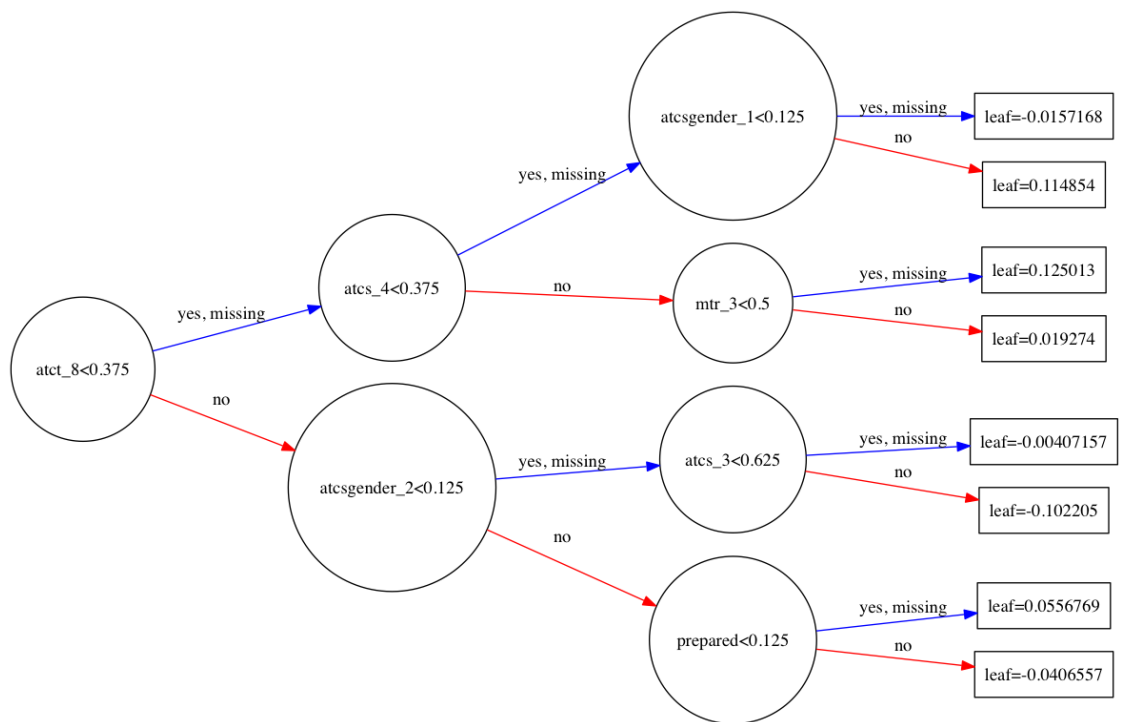 atcsgender_1<0.125
yes, missing
leaf=-0.0157168
no
leaf=0.114854
yes, missing
atcs_4<0.375
no
mtr_3<0.5
yes, missing
leaf=0.125013
no
leaf=0.019274
yes, missing
atct_8<0.375
no
atcsgender_2<0.125
yes, missing
atcs_3<0.625
yes, missing
leaf=-0.00407157
no
leaf=-0.102205
no
prepared<0.125
yes, missing
leaf=0.0556769
no
leaf=-0.0406557